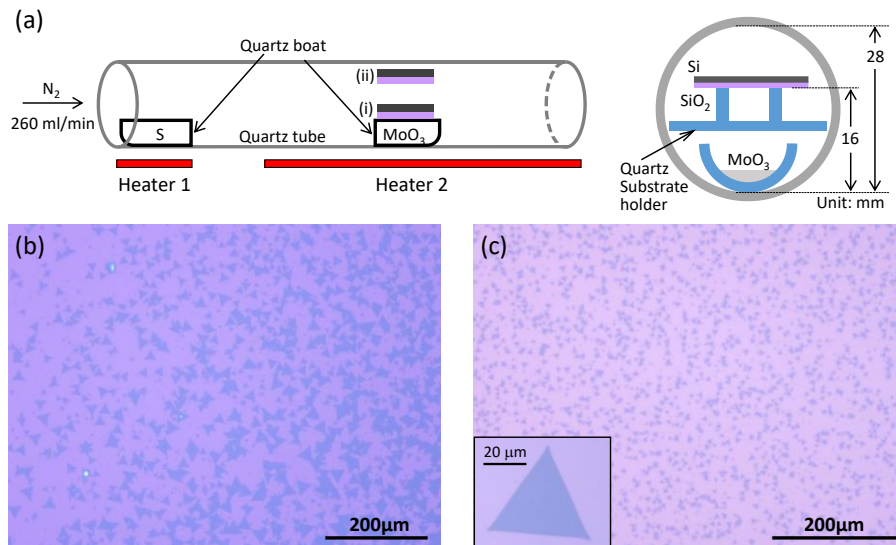 (a)
Quartz boat
N2
260 ml/min
S
Quartz tube
(ii)
(i)
MoO3
Heater 1
Heater 2
Si
SiO2
MoO3
Quartz
Substrate
holder
16
28
Unit: mm
(b)
200μm
(c)
20 μm
200μm